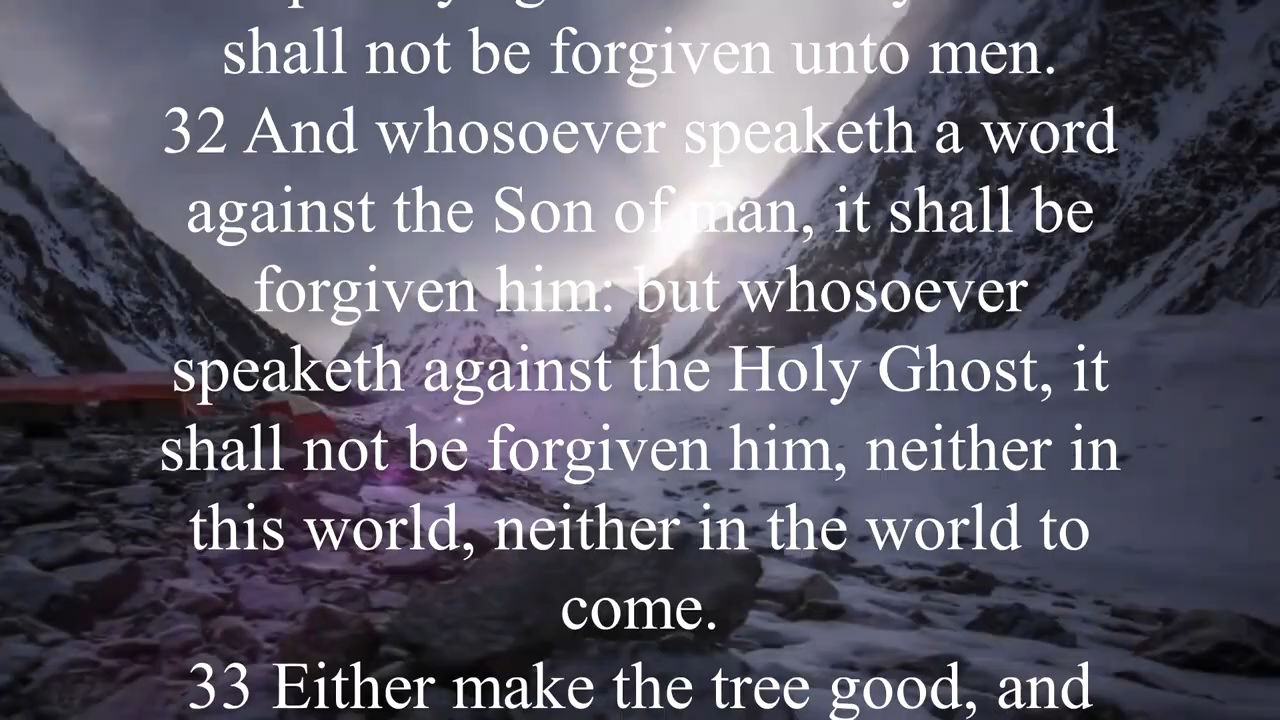 shall not be forgiven unto men.
32 And whosoever speaketh a word
against the Son of man, it shall be
forgiven him: but whosoever
speaketh against the Holy Ghost, it
shall not be forgiven him, neither in
this world, neither in the world to
come.
33 Either make the tree good, and